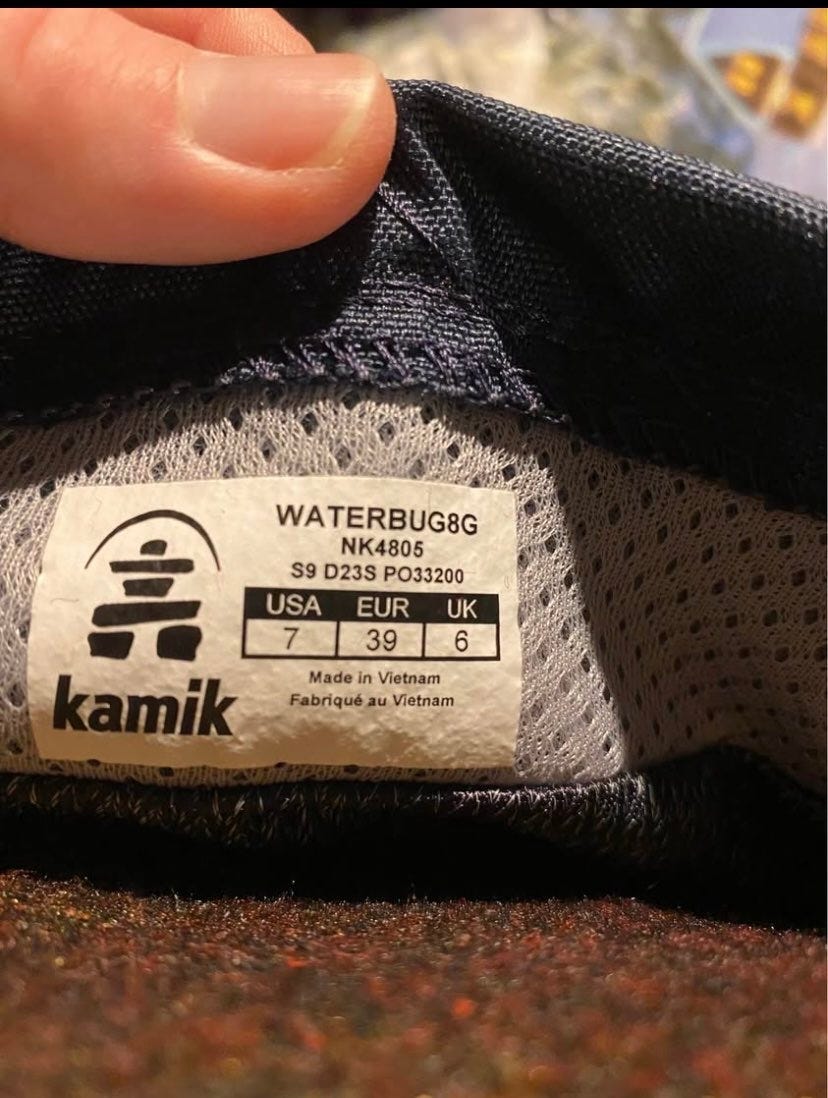 WATERBUG8G
NK4805
S9 D23S PO33200
USA EUR UK
7 39 6
Made in Vietnam
Fabriqué au Vietnam
kamik